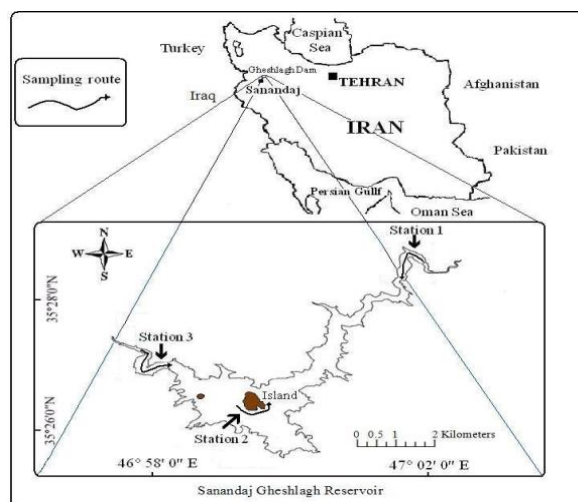 Caspian
Sea
Turkey
Sampling route
Gheshlagh Dam
TEHRAN
Afghanistan
Sanandaj
Iraq
IRAN
Pakistan
Persian Gullf
Oman Sea
Station 1
N
W E
S
35°28'0"N
Station 3
Island
35°26'0"N
Station 2
0 0.5 1 2 Kilometers
46°58' 0'' E
47°02' 0'' E
Sanandaj Gheshlagh Reservoir